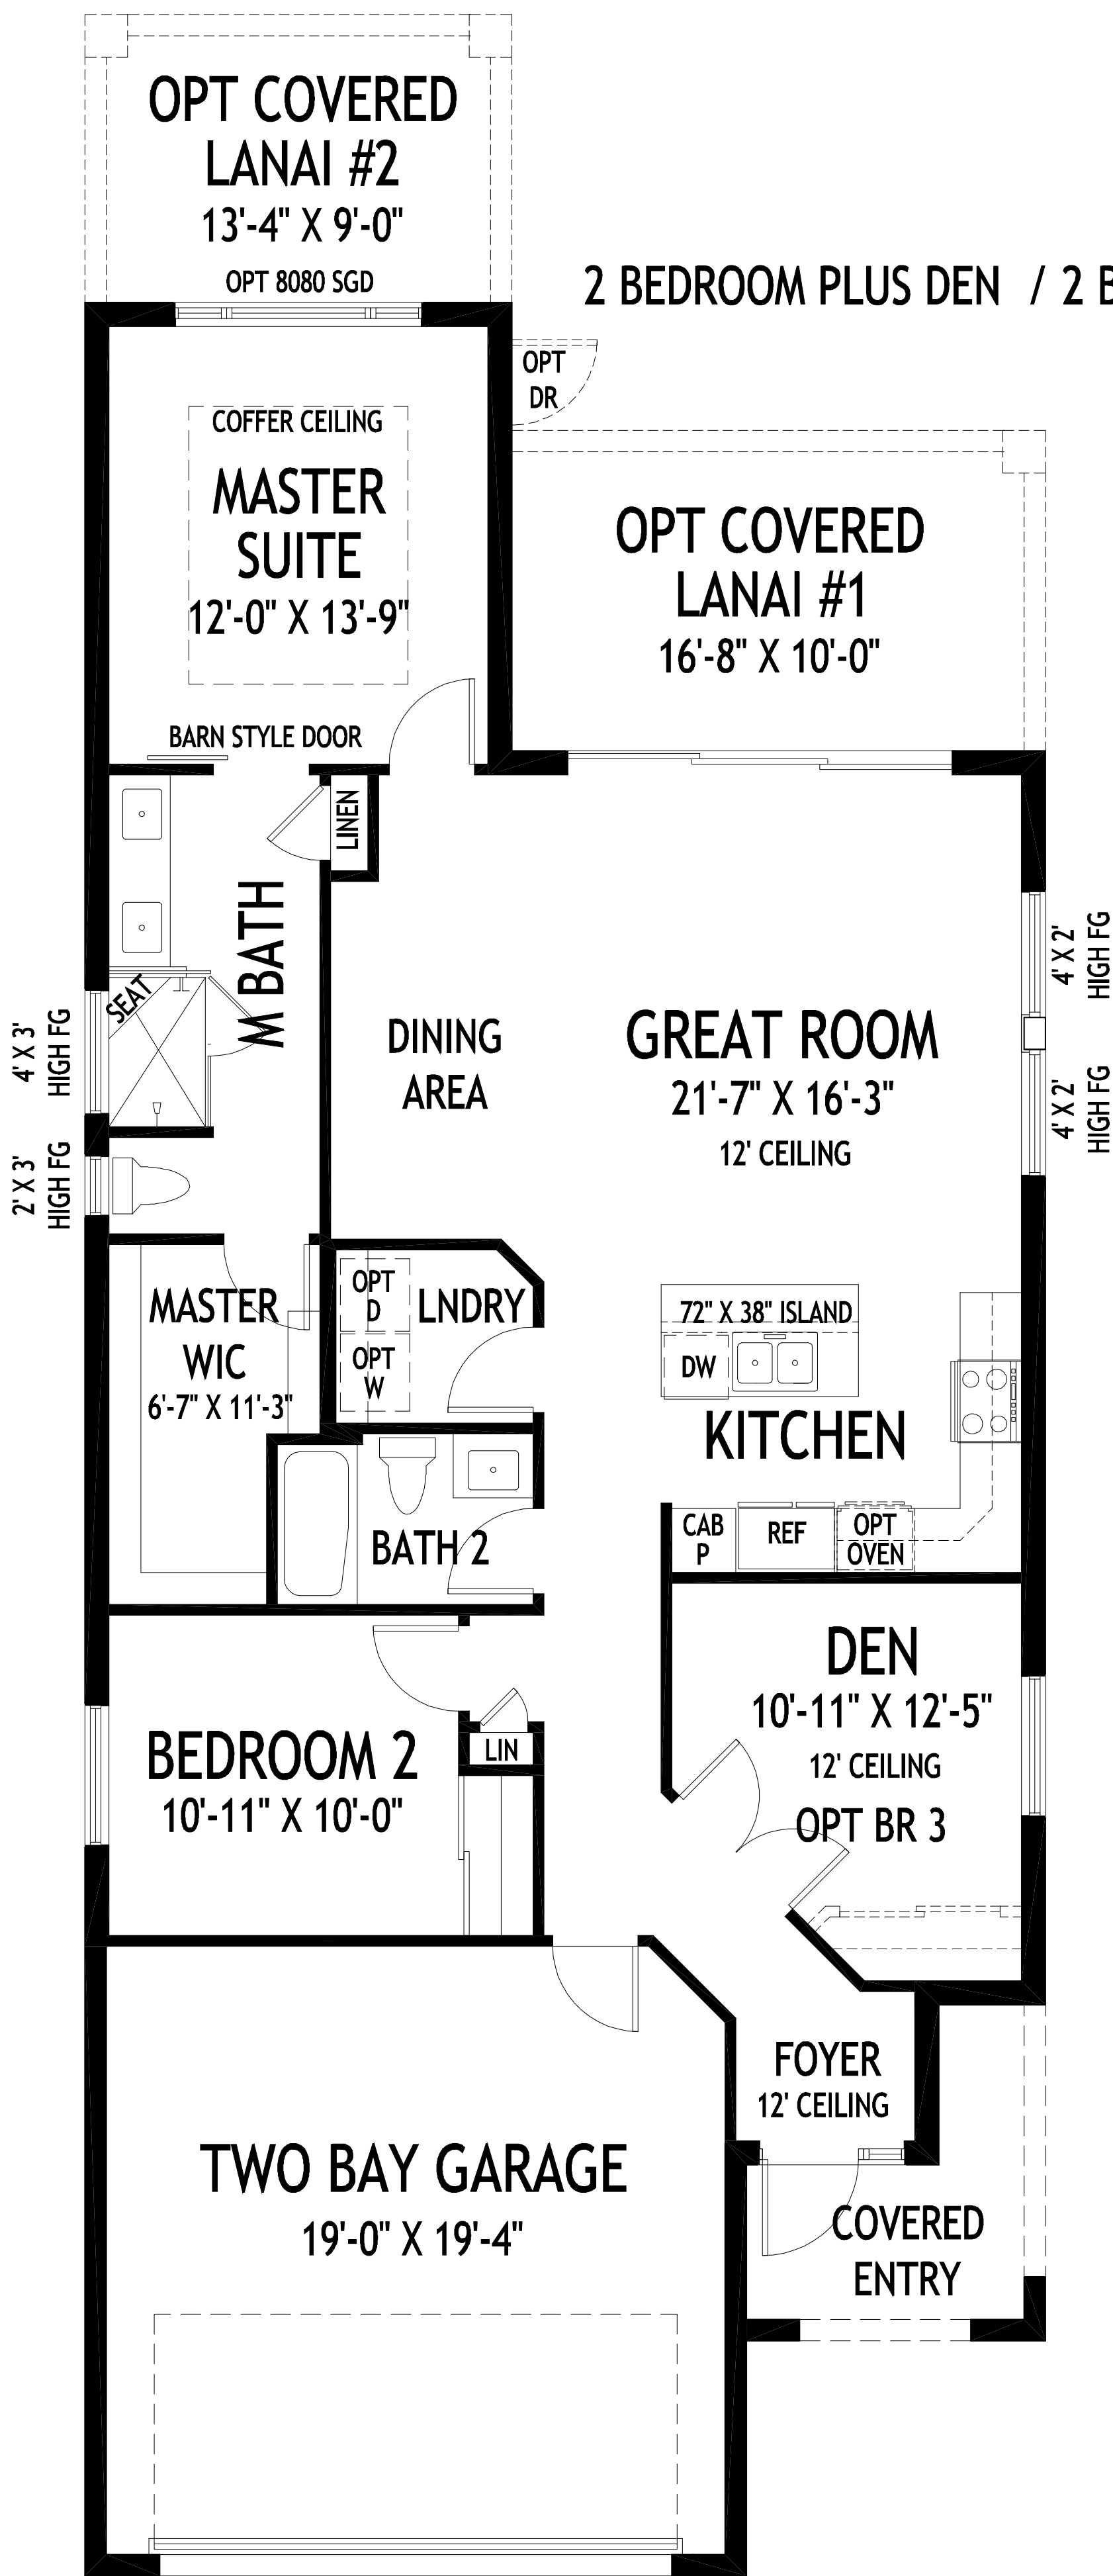 OPT COVERED
LANAI #2
13'-4" X 9'-0"
OPT 8080 SGD
2 BEDROOM PLUS DEN / 2 B
OPT
DR
COFFER CEILING
MASTER
SUITE
12'-0" X 13'-9"
OPT COVERED
LANAI #1
16'-8" X 10'-0"
BARN STYLE DOOR
LINEN
M BATH
SEAT
4' X 3'
HIGH FG
2' X 3'
HIGH FG
DINING
AREA
GREAT ROOM
21'-7" X 16'-3"
12' CEILING
4' X 2'
HIGH FG
4' X 2'
HIGH FG
MASTER
WIC
6'-7" X 11'-3"
OPT
D
OPT
W
LNDRY
72" X 38" ISLAND
DW
KITCHEN
CAB
P
REF
OPT
OVEN
BATH 2
BEDROOM 2
10'-11" X 10'-0"
LIN
DEN
10'-11" X 12'-5"
12' CEILING
OPT BR 3
FOYER
12' CEILING
TWO BAY GARAGE
19'-0" X 19'-4"
COVERED
ENTRY